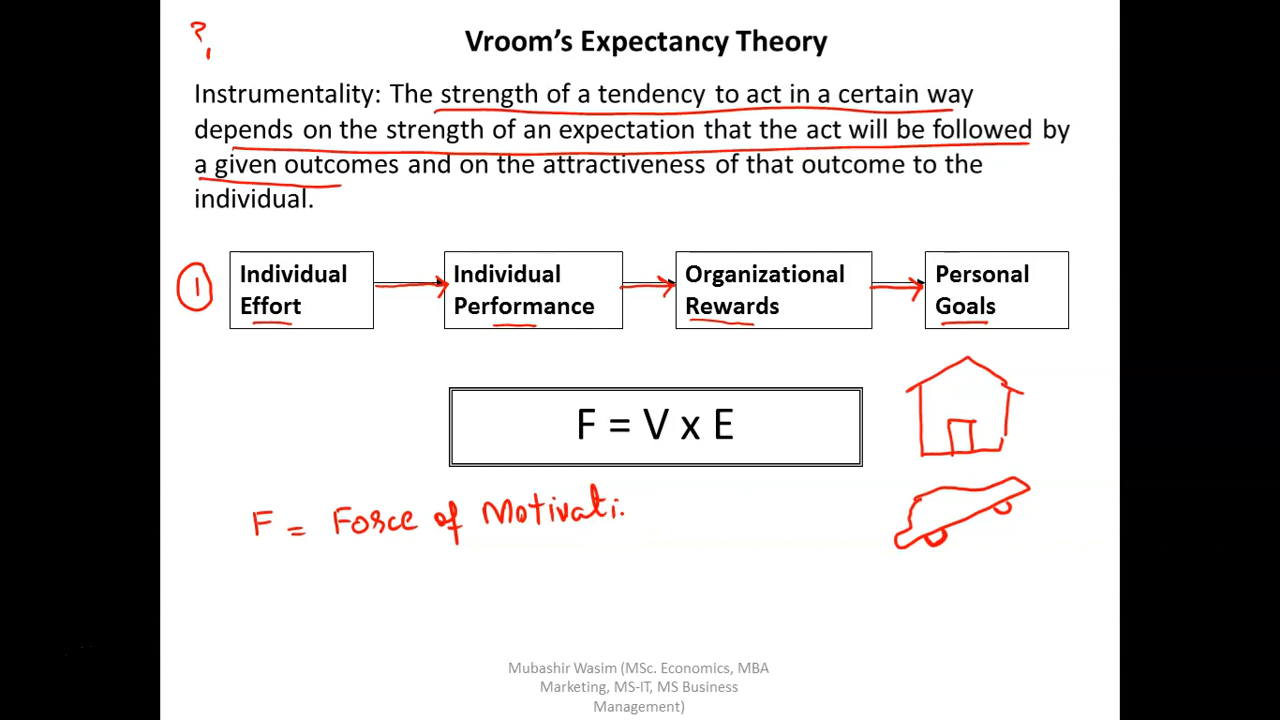 ?
Vroom’s Expectancy Theory
Instrumentality: The strength of a tendency to act in a certain way
depends on the strength of an expectation that the act will be followed by
a given outcomes and on the attractiveness of that outcome to the
individual.
1
Individual
Effort
Individual
Performance
Organizational
Rewards
Personal
Goals
F = V x E
F = Force of Motivati
Mubashir Wasim (MSc. Economics, MBA
Marketing, MS-IT, MS Business
Management)